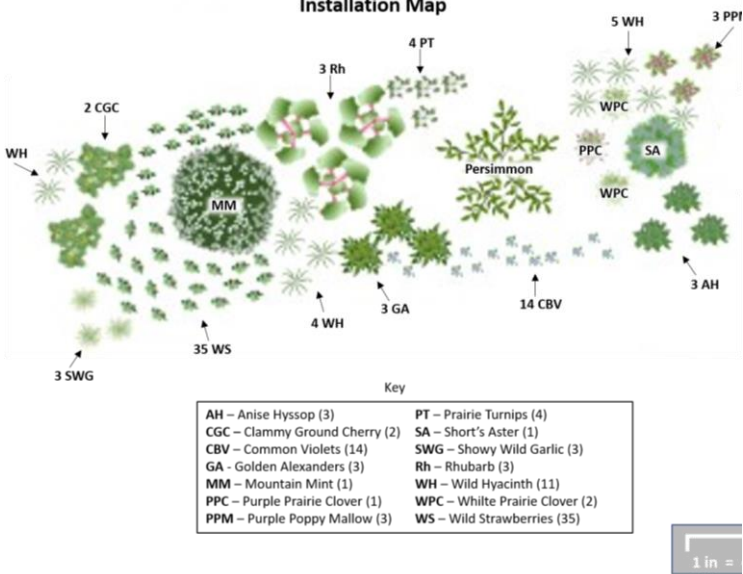 Installation Map
3 PPM
5 WH
4 PT
3 Rh
2 CGC
WH
WPC
PPC
SA
Persimmon
WPC
MM
3 AH
14 CBV
3 GA
4 WH
35 WS
3 SWG
Key
AH – Anise Hyssop (3)
CGC – Clammy Ground Cherry (2)
CBV – Common Violets (14)
GA - Golden Alexanders (3)
MM – Mountain Mint (1)
PPC – Purple Prairie Clover (1)
PPM – Purple Poppy Mallow (3)
PT – Prairie Turnips (4)
SA – Short's Aster (1)
SWG – Showy Wild Garlic (3)
Rh – Rhubarb (3)
WH – Wild Hyacinth (11)
WPC – Whilte Prairie Clover (2)
WS – Wild Strawberries (35)
1 in =